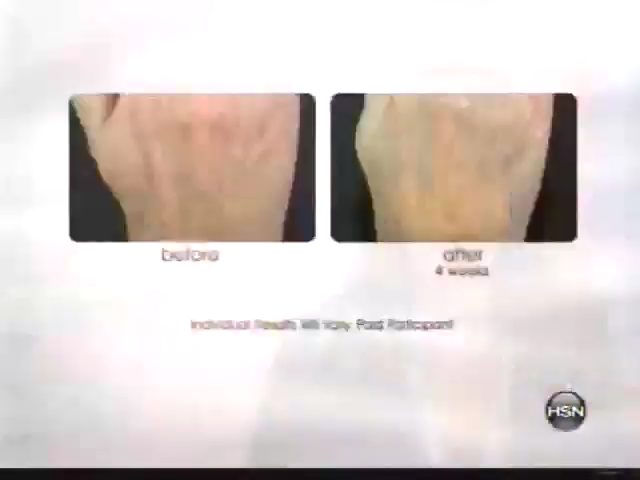 before
after
4 weeks
Individual Results Will Vary. Paid Participant
HSN